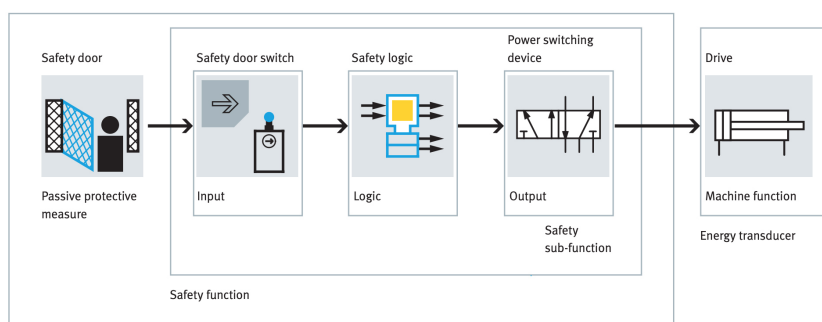 Safety door
Safety door switch
Safety logic
Power switching
device
Drive
Passive protective
measure
Input
Logic
Output
Machine function
Safety
sub-function
Energy transducer
Safety function